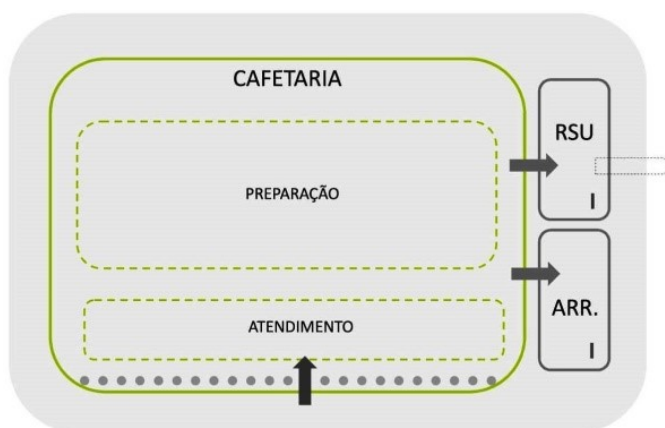 CAFETARIA
RSU
PREPARAÇÃO
I
ATENDIMENTO
ARR.
I